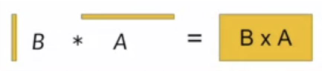 B * A = B x A